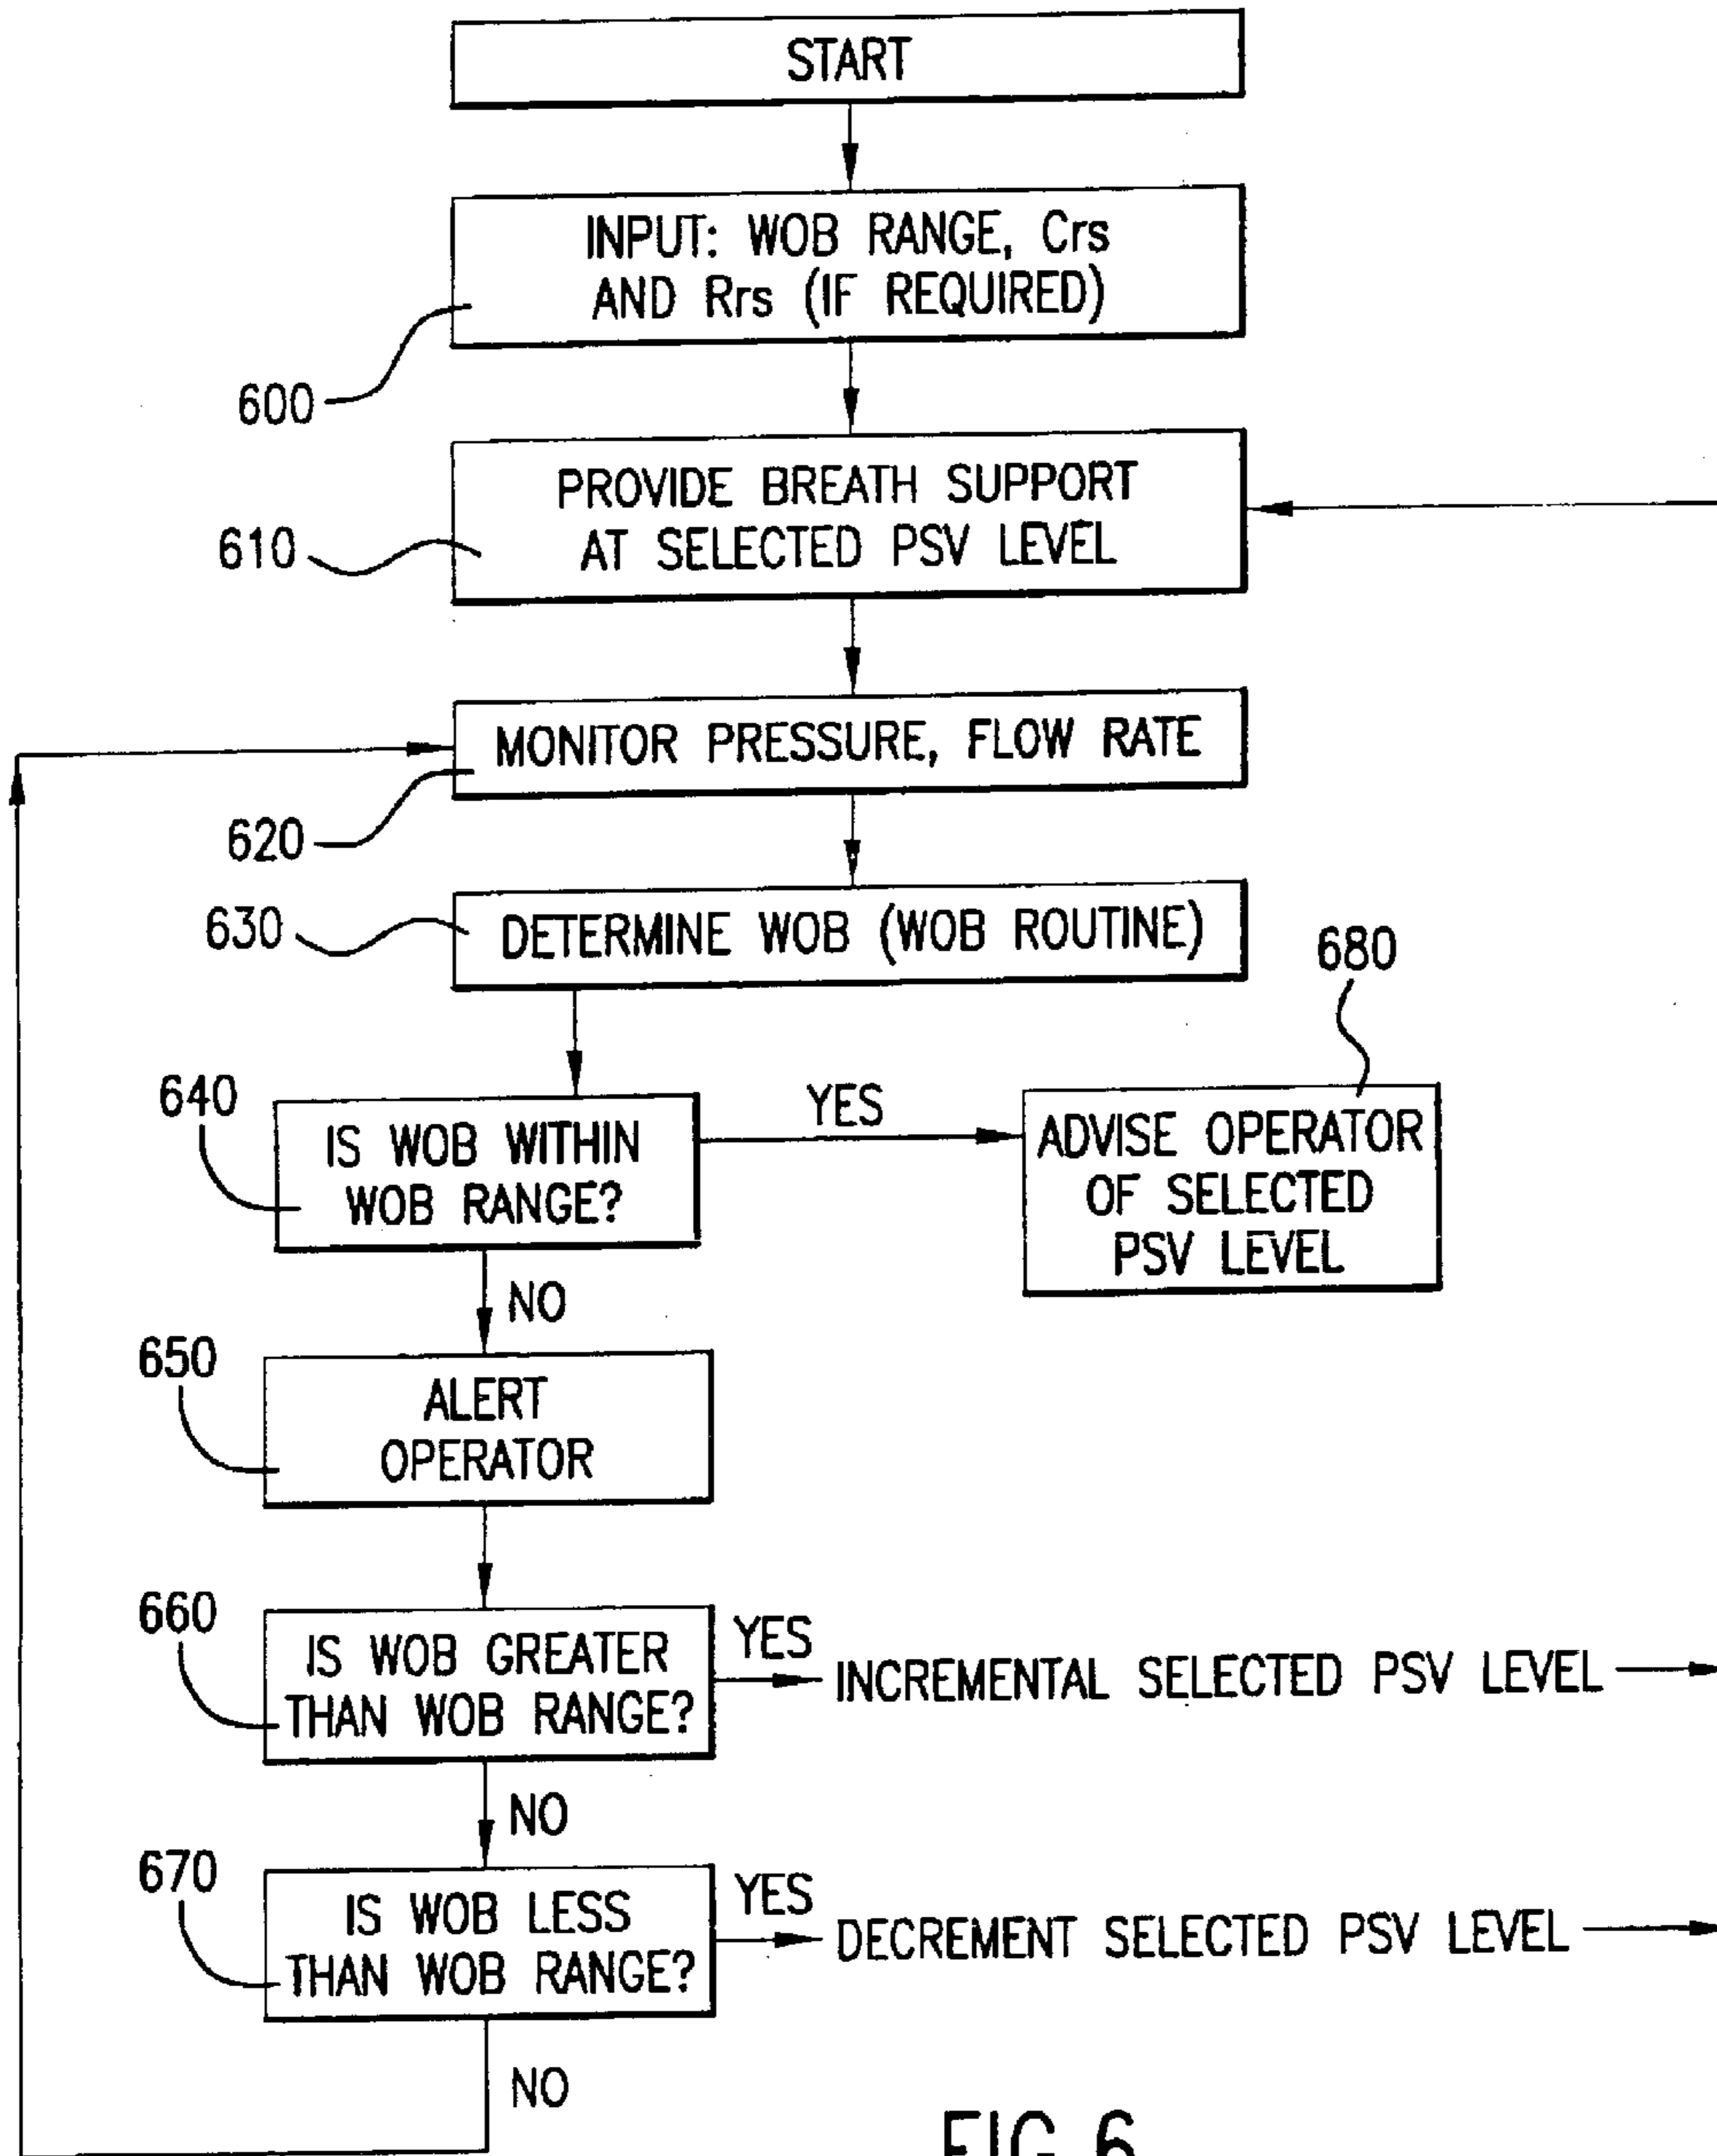 START
INPUT: WOB RANGE, Crs
AND Rrs (IF REQUIRED)
600
PROVIDE BREATH SUPPORT
AT SELECTED PSV LEVEL
610
MONITOR PRESSURE, FLOW RATE
620
630
DETERMINE WOB (WOB ROUTINE)
680
640
IS WOB WITHIN
WOB RANGE?
YES
ADVISE OPERATOR
OF SELECTED
PSV LEVEL
NO
650
ALERT
OPERATOR
660
IS WOB GREATER
THAN WOB RANGE?
YES
INCREMENTAL SELECTED PSV LEVEL
NO
670
IS WOB LESS
THAN WOB RANGE?
YES
DECREMENT SELECTED PSV LEVEL
NO
FIG.6